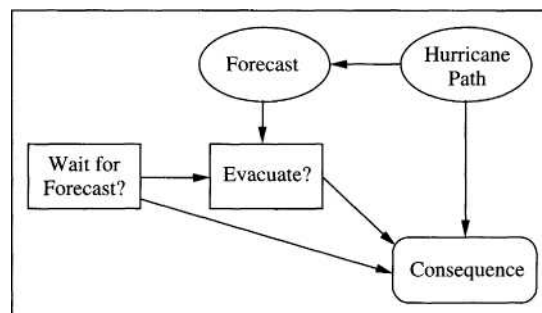 Forecast
Hurricane
Path
Wait for
Forecast?
Evacuate?
Consequence